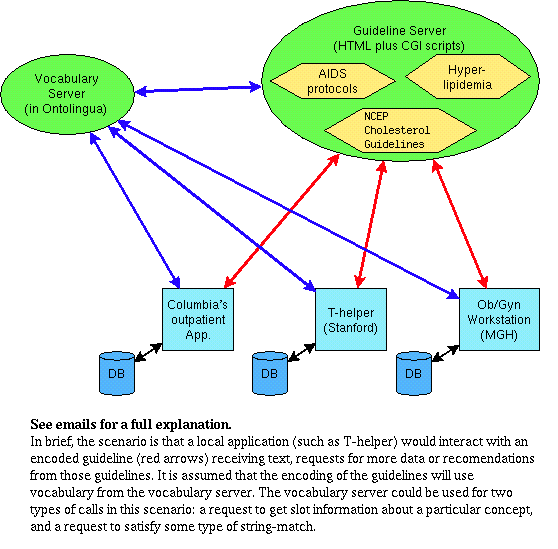 Guideline Server
(HTML plus CGI scripts)
AIDS
protocols
Hyper-
lipidemia
NCEP
Cholesterol
Guidelines
Vocabulary
Server
(in Ontolingua)
Columbia's
outpatient
App.
T-helper
(Stanford)
Ob/Gyn
Workstation
(MGH)
DB
DB
DB
See emails for a full explanation.
In brief, the scenario is that a local application (such as T-helper) would interact with an
encoded guideline (red arrows) receiving text, requests for more data or recomendations
from those guidelines. It is assumed that the encoding of the guidelines will use
vocabulary from the vocabulary server. The vocabulary server could be used for two
types of calls in this scenario: a request to get slot information about a particular concept,
and a request to satisfy some type of string-match.